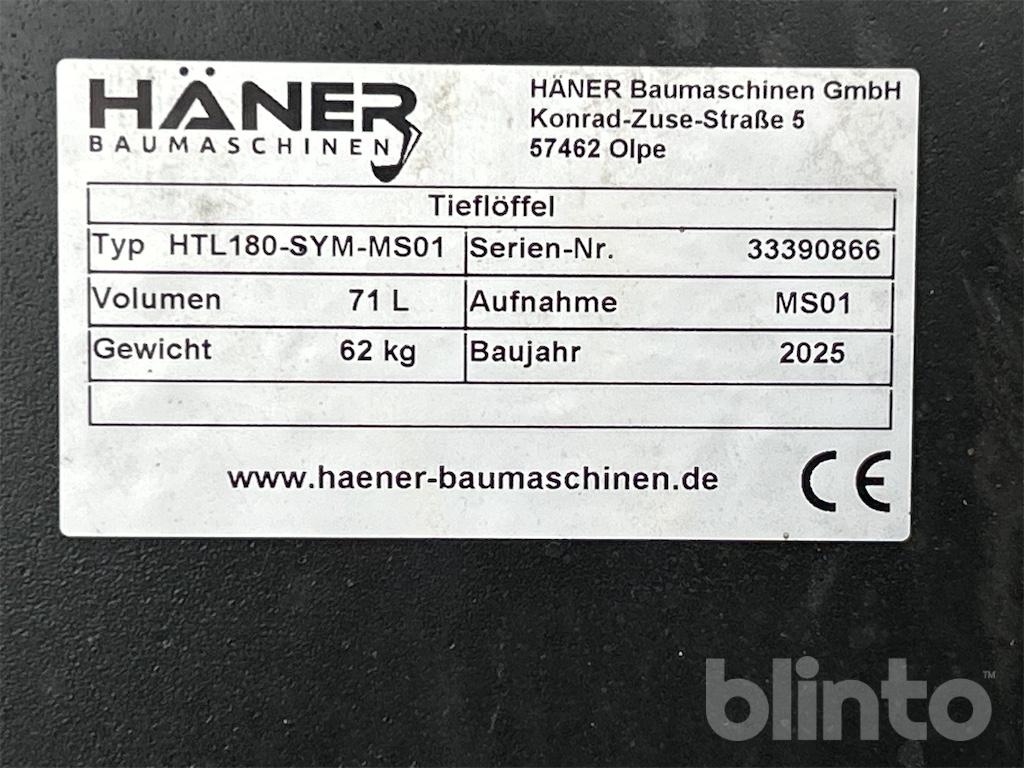 HÄNER
BAUMASCHINEN
HÄNER Baumaschinen GmbH
Konrad-Zuse-Straße 5
57462 Olpe
Tieflöffel
Typ HTL180-SYM-MS01 Serien-Nr. 33390866
Volumen 71 L Aufnahme MS01
Gewicht 62 kg Baujahr 2025
www.haener-baumaschinen.de CE
blinto™